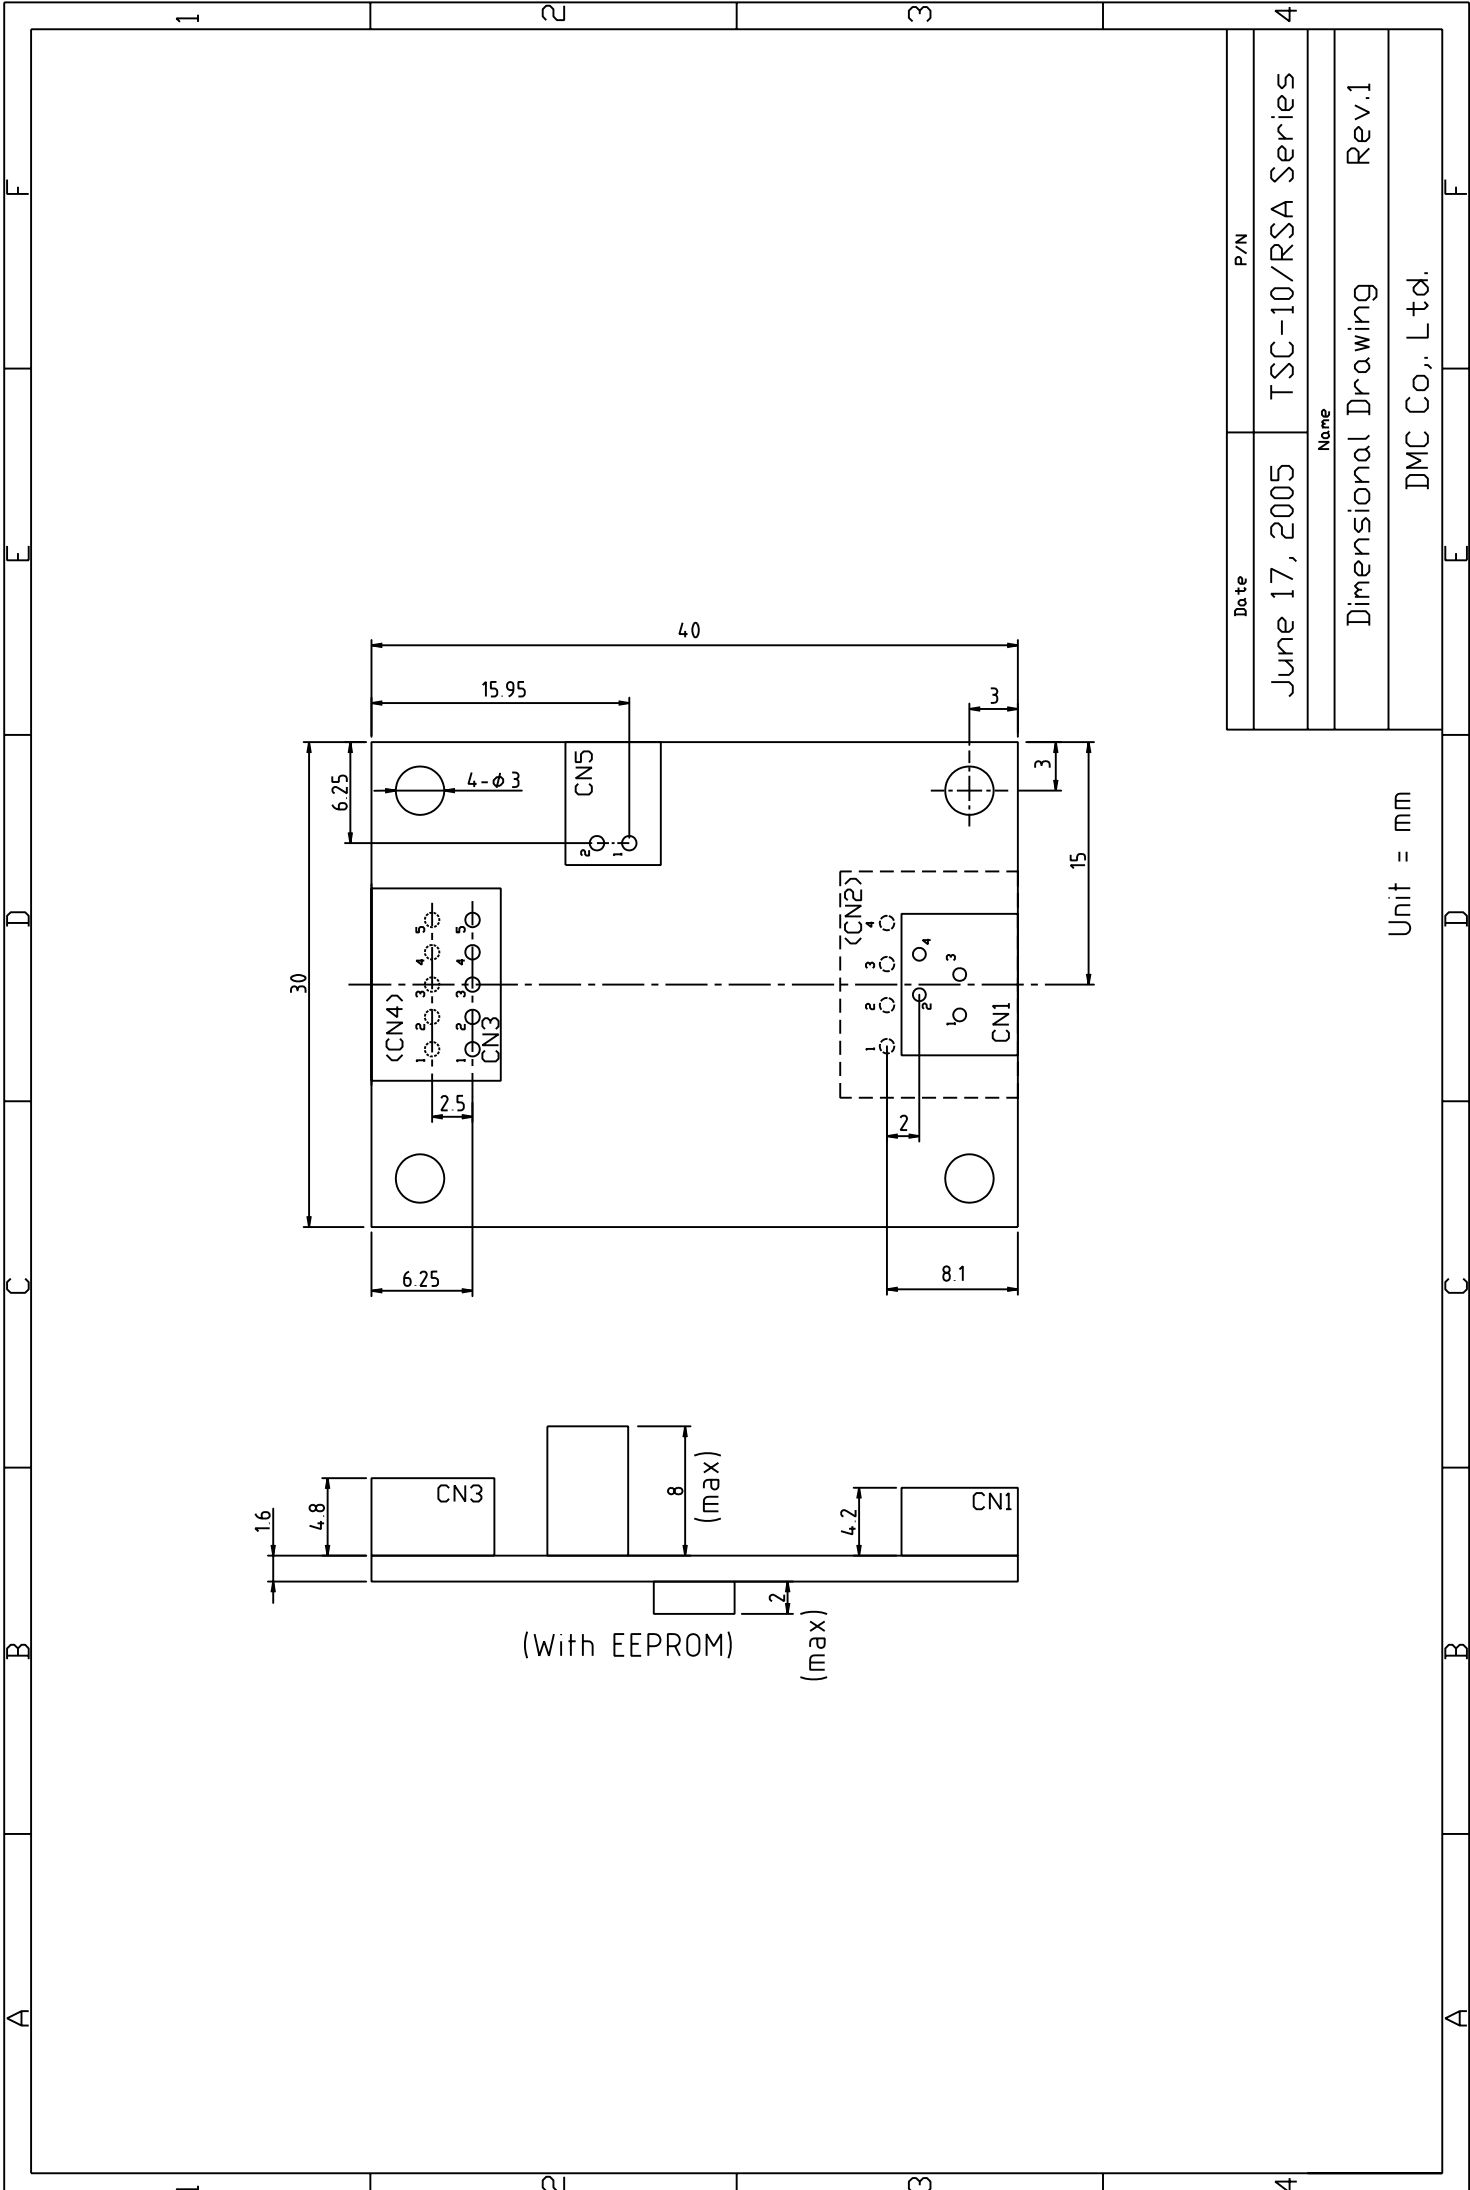 1
2
3
4
F
F
E
E
D
D
C
C
B
B
A
A
1
2
3
4
40
15.95
3
6.25
4-ϕ3
CN5
2
1
3
15
30
(CN4)
1 2 3 4 5
1 2 3 4 5
CN3
2.5
(CN2)
1 2 3 4
2 4
1 3
CN1
2
6.25
8.1
1.6
4.8
CN3
8
(max)
4.2
CN1
2
(max)
(With EEPROM)
Unit = mm
Date
P/N
June 17, 2005
TSC-10/RSA Series
Name
Dimensional Drawing Rev.1
DMC Co,. Ltd.